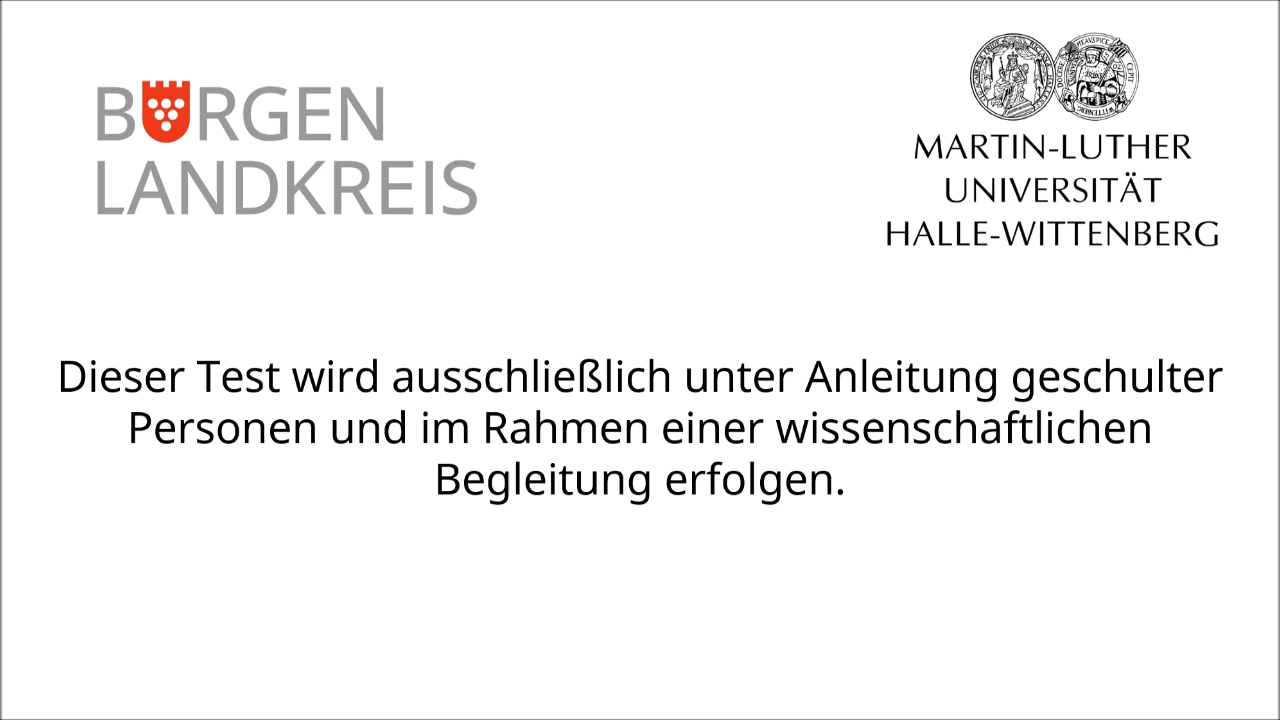 BURGEN
LANDKREIS
MARTIN-LUTHER
UNIVERSITÄT
HALLE-WITTENBERG
Dieser Test wird ausschließlich unter Anleitung geschulter
Personen und im Rahmen einer wissenschaftlichen
Begleitung erfolgen.